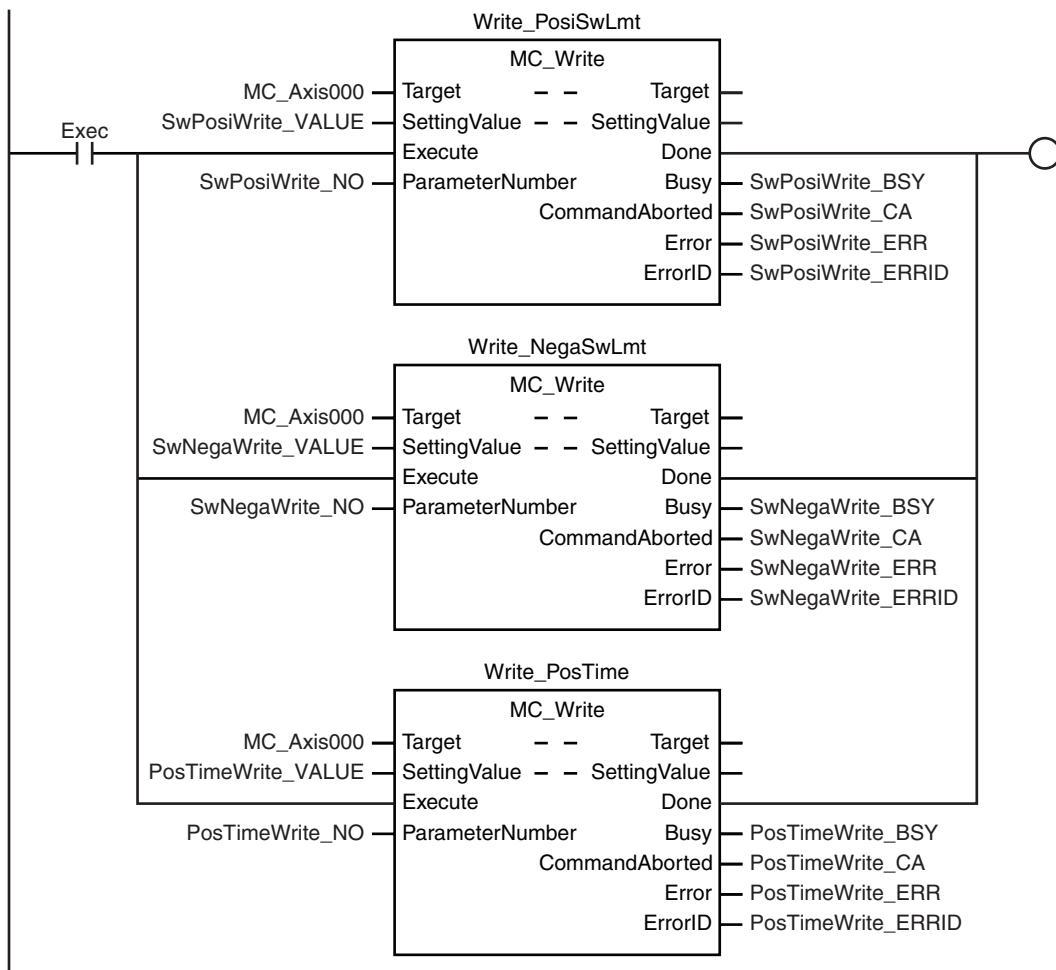 Write_PosiSwLmt
MC_Write
MC_Axis000 Target Target
SwPosiWrite_VALUE SettingValue SettingValue
Exec
Execute Done
SwPosiWrite_NO ParameterNumber Busy SwPosiWrite_BSY
CommandAborted SwPosiWrite_CA
Error SwPosiWrite_ERR
ErrorID SwPosiWrite_ERRID
Write_NegaSwLmt
MC_Write
MC_Axis000 Target Target
SwNegaWrite_VALUE SettingValue SettingValue
Execute Done
SwNegaWrite_NO ParameterNumber Busy SwNegaWrite_BSY
CommandAborted SwNegaWrite_CA
Error SwNegaWrite_ERR
ErrorID SwNegaWrite_ERRID
Write_PosTime
MC_Write
MC_Axis000 Target Target
PosTimeWrite_VALUE SettingValue SettingValue
Execute Done
PosTimeWrite_NO ParameterNumber Busy PosTimeWrite_BSY
CommandAborted PosTimeWrite_CA
Error PosTimeWrite_ERR
ErrorID PosTimeWrite_ERRID